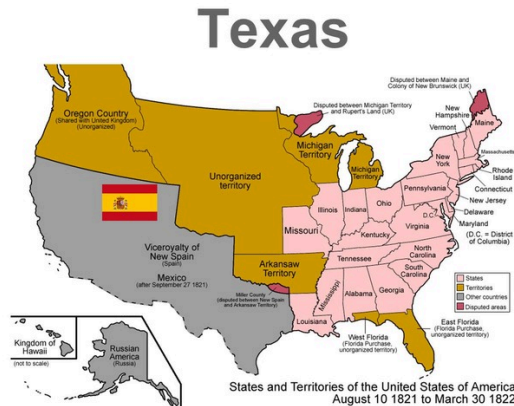 Texas
Disputed between Maine and
Colony of New Brunswick (UK)
Oregon Country
(Shared with United Kingdom)
(Unorganized)
Disputed between Michigan Territory
and Rupert's Land (UK)
New
Hampshire
Vermont
Maine
Unorganized
territory
Michigan
Territory
Michigan
Territory
New
York
Massachusetts
Rhode
Island
Connecticut
New Jersey
Delaware
Maryland
(D.C. = District
of Columbia)
Pennsylvania
Illinois
Indiana
Ohio
D.C.
Virginia
Viceroyalty of
New Spain
(Spain)
Mexico
(after September 27 1821)
Missouri
Kentucky
North
Carolina
Tennessee
South
Carolina
Arkansaw
Territory
Miller County
(disputed between New Spain
and Arkansaw Territory)
Mississippi
Alabama
Georgia
Louisiana
West Florida
(Florida Purchase,
unorganized territory)
East Florida
(Florida Purchase,
unorganized territory)
States
Territories
Other countries
Disputed areas
Kingdom of
Hawaii
(not to scale)
Russian
America
(Russia)
States and Territories of the United States of America
August 10 1821 to March 30 1822